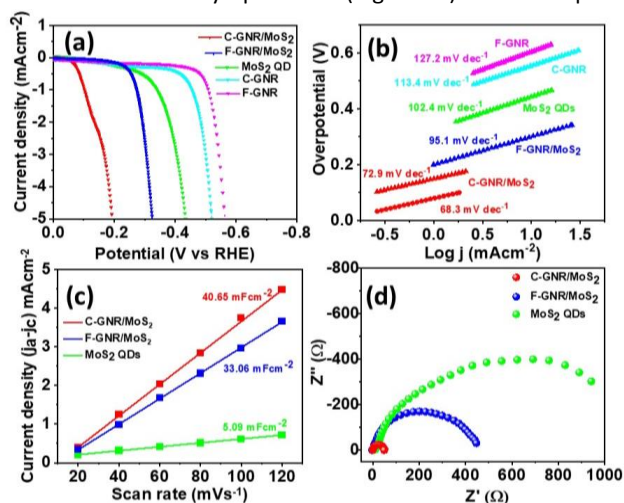 (a)
C-GNR/MoS2
F-GNR/MoS2
MoS2 QD
C-GNR
F-GNR
0
-1
-2
-3
-4
-5
Current density (mAcm-2)
0.0 -0.2 -0.4 -0.6 -0.8
Potential (V vs RHE)
(b)
F-GNR
127.2 mV dec-1
C-GNR
113.4 mV dec-1
MoS2 QDs
102.4 mV dec-1
95.1 mV dec-1
F-GNR/MoS2
72.9 mV dec-1
C-GNR/MoS2
68.3 mV dec-1
0.6
0.4
0.2
0.0
Overpotential (V)
-0.5 0.0 0.5 1.0 1.5
Log j (mAcm-2)
(c)
C-GNR/MoS2
F-GNR/MoS2
MoS2 QDs
40.65 mFcm-2
33.06 mFcm-2
5.09 mFcm-2
5
4
3
2
1
0
Current density (ja-jc) mAcm-2
20 40 60 80 100 120
Scan rate (mVs-1)
(d)
C-GNR/MoS2
F-GNR/MoS2
MoS2 QDs
-800
-600
-400
-200
0
Z'' (Ω)
0 200 400 600 800 1000
Z' (Ω)